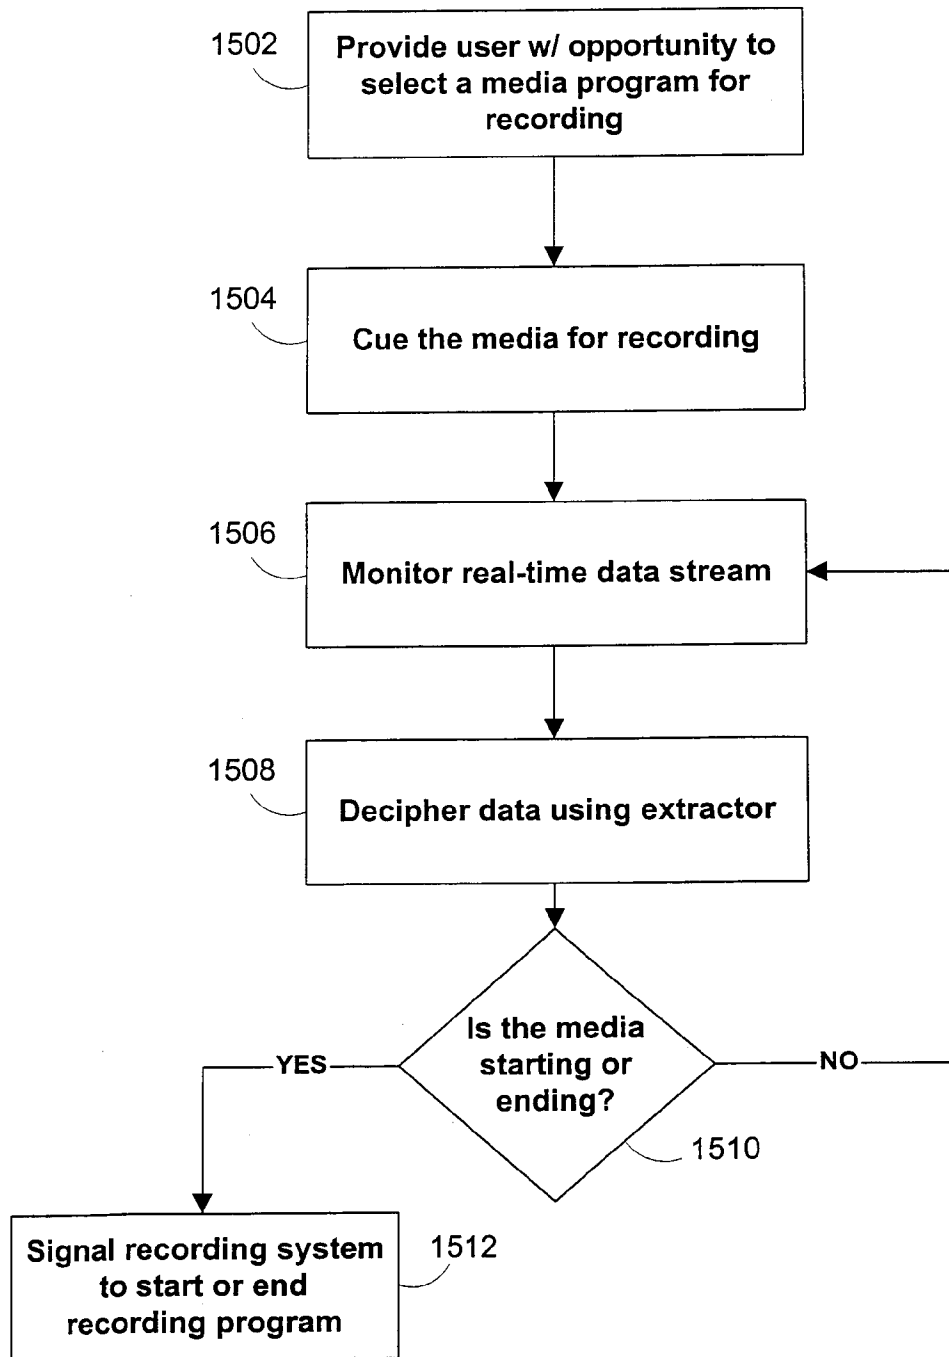 1502
Provide user w/ opportunity to
select a media program for
recording
1504
Cue the media for recording
1506
Monitor real-time data stream
1508
Decipher data using extractor
Is the media
starting or
ending?
YES
NO
1510
Signal recording system
to start or end
recording program
1512